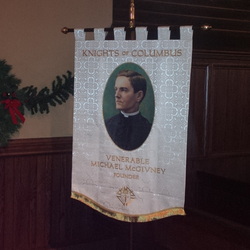 KNIGHTS OF COLUMBUS
VENERABLE
MICHAEL McGIVNEY
FOUNDER